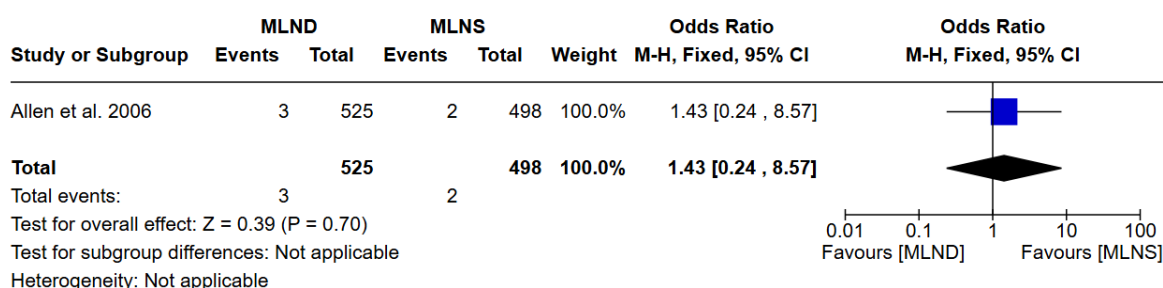 MLND MLNS Odds Ratio Odds Ratio
Study or Subgroup Events Total Events Total Weight M-H, Fixed, 95% CI M-H, Fixed, 95% CI
Allen et al. 2006 3 525 2 498 100.0% 1.43 [0.24 , 8.57]
Total 525 498 100.0% 1.43 [0.24 , 8.57]
Total events: 3 2
Test for overall effect: Z = 0.39 (P = 0.70)
0.01 0.1 1 10 100
Test for subgroup differences: Not applicable
Favours [MLND] Favours [MLNS]
Heterogeneity: Not applicable